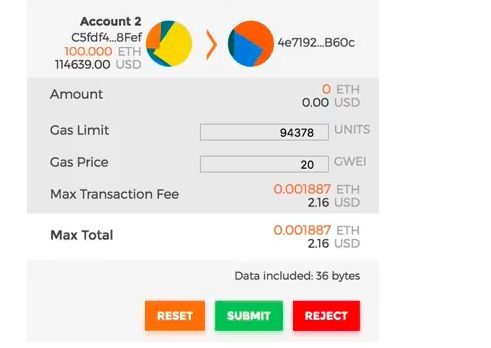 Account 2
C5fdf4...8Fef
100.000 ETH
114639.00 USD
4e7192...B60c
Amount 0 ETH
0.00 USD
Gas Limit 94378 UNITS
Gas Price 20 GWEI
Max Transaction Fee 0.001887 ETH
2.16 USD
Max Total 0.001887 ETH
2.16 USD
Data included: 36 bytes
RESET SUBMIT REJECT